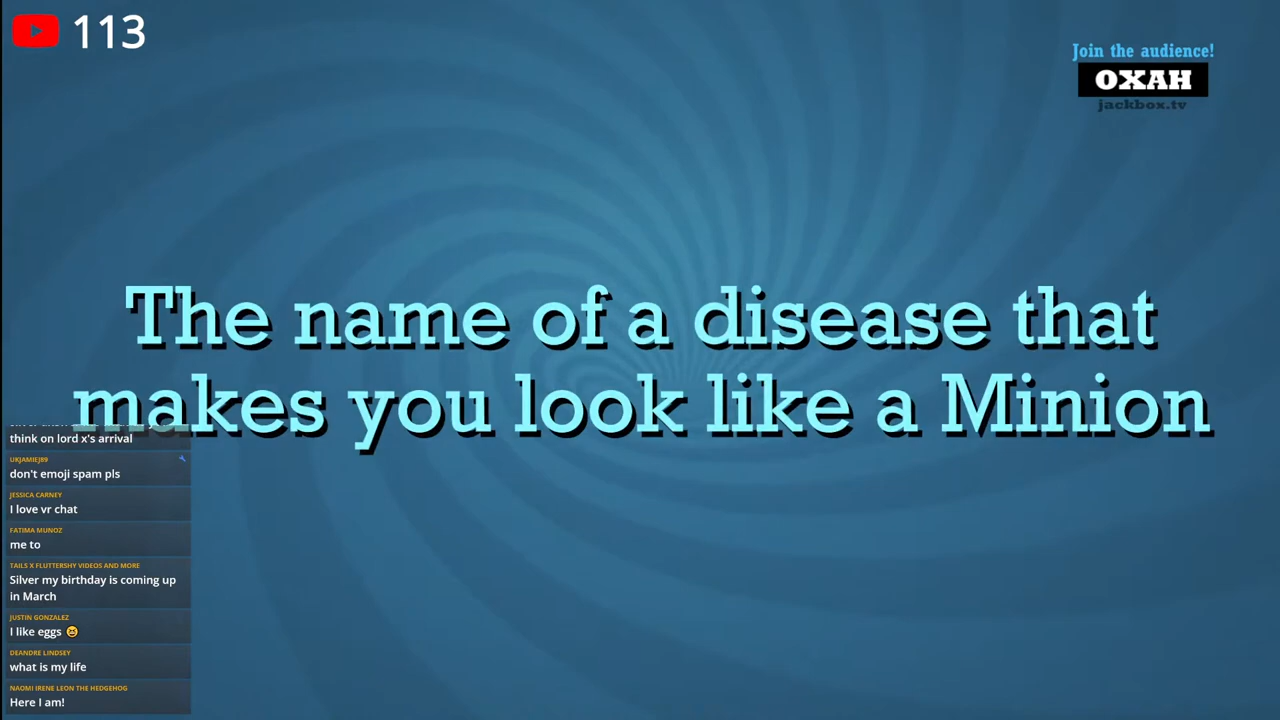 113
Join the audience!
OXAH
jackbox.tv
The name of a disease that
makes you look like a Minion
think on lord x's arrival
UKJAMIEJ89
don't emoji spam pls
JESSICA CARNEY
I love vr chat
FATIMA MUNOZ
me to
TAILS X FLUTTERSHY VIDEOS AND MORE
Silver my birthday is coming up
in March
JUSTIN GONZALEZ
I like eggs 😆
DEANDRE LINDSEY
what is my life
NAOMI IRENE LEON THE HEDGEHOG
Here I am!